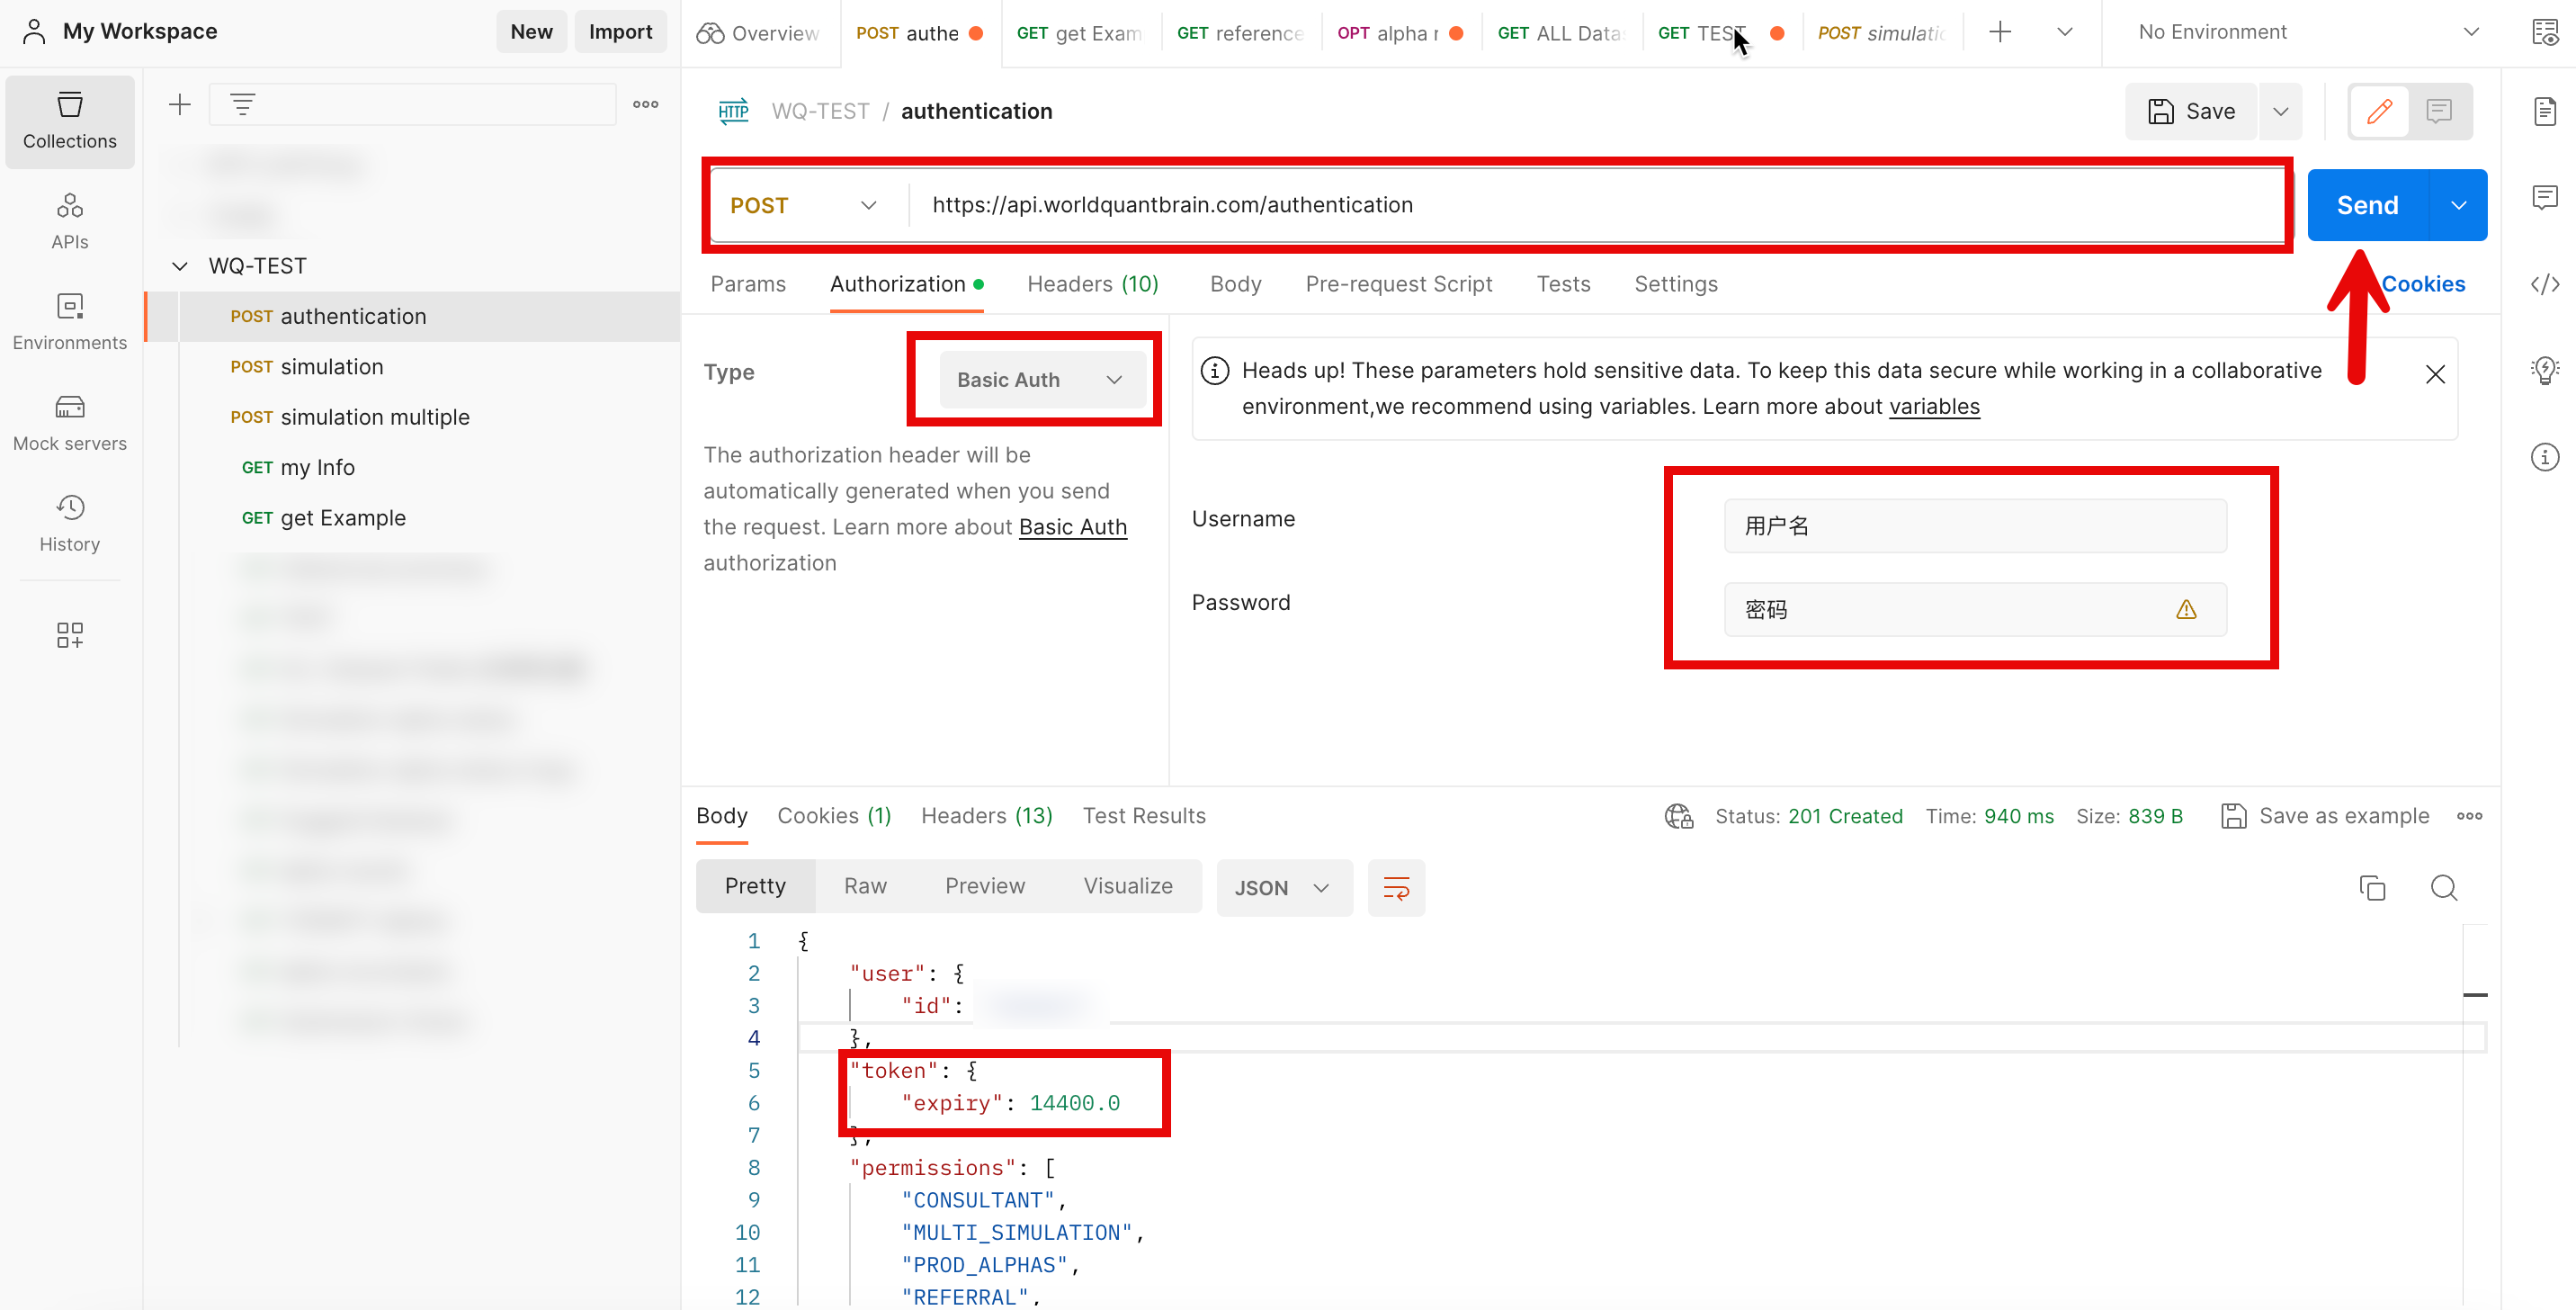 My Workspace
New
Import
Overview
POST authe
GET get Exam
GET reference
OPT alpha r
GET ALL Data
GET TEST
POST simulatic
No Environment
Collections
APIs
Environments
Mock servers
History
WQ-TEST
POST authentication
POST simulation
POST simulation multiple
GET my Info
GET get Example
HTTP WQ-TEST / authentication
Save
POST
https://api.worldquantbrain.com/authentication
Send
Params
Authorization
Headers (10)
Body
Pre-request Script
Tests
Settings
Cookies
Type
Basic Auth
The authorization header will be
automatically generated when you send
the request. Learn more about Basic Auth
authorization
Heads up! These parameters hold sensitive data. To keep this data secure while working in a collaborative
environment,we recommend using variables. Learn more about variables
Username
用户名
Password
密码
Body
Cookies (1)
Headers (13)
Test Results
Status: 201 Created
Time: 940 ms
Size: 839 B
Save as example
Pretty
Raw
Preview
Visualize
JSON
1 {
2 "user": {
3 "id":
4 },
5 "token": {
6 "expiry": 14400.0
7 },
8 "permissions": [
9 "CONSULTANT",
10 "MULTI_SIMULATION",
11 "PROD_ALPHAS",
12 "REFERRAL",